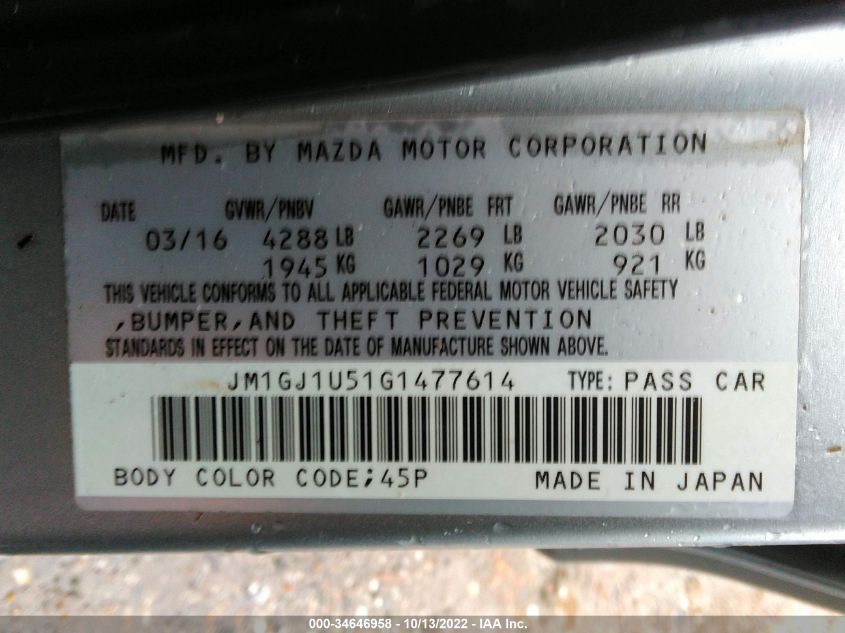 MFD. BY MAZDA MOTOR CORPORATION
DATE GVWR/PNBV GAWR/PNBE FRT GAWR/PNBE RR
03/16 4288 LB 2269 LB 2030 LB
1945 KG 1029 KG 921 KG
THIS VEHICLE CONFORMS TO ALL APPLICABLE FEDERAL MOTOR VEHICLE SAFETY
,BUMPER,AND THEFT PREVENTION
STANDARDS IN EFFECT ON THE DATE OF MANUFACTURE SHOWN ABOVE.
JM1GJ1U51G1477614 TYPE: PASS CAR
BODY COLOR CODE;45P MADE IN JAPAN
000-34646958 - 10/13/2022 - IAA Inc.